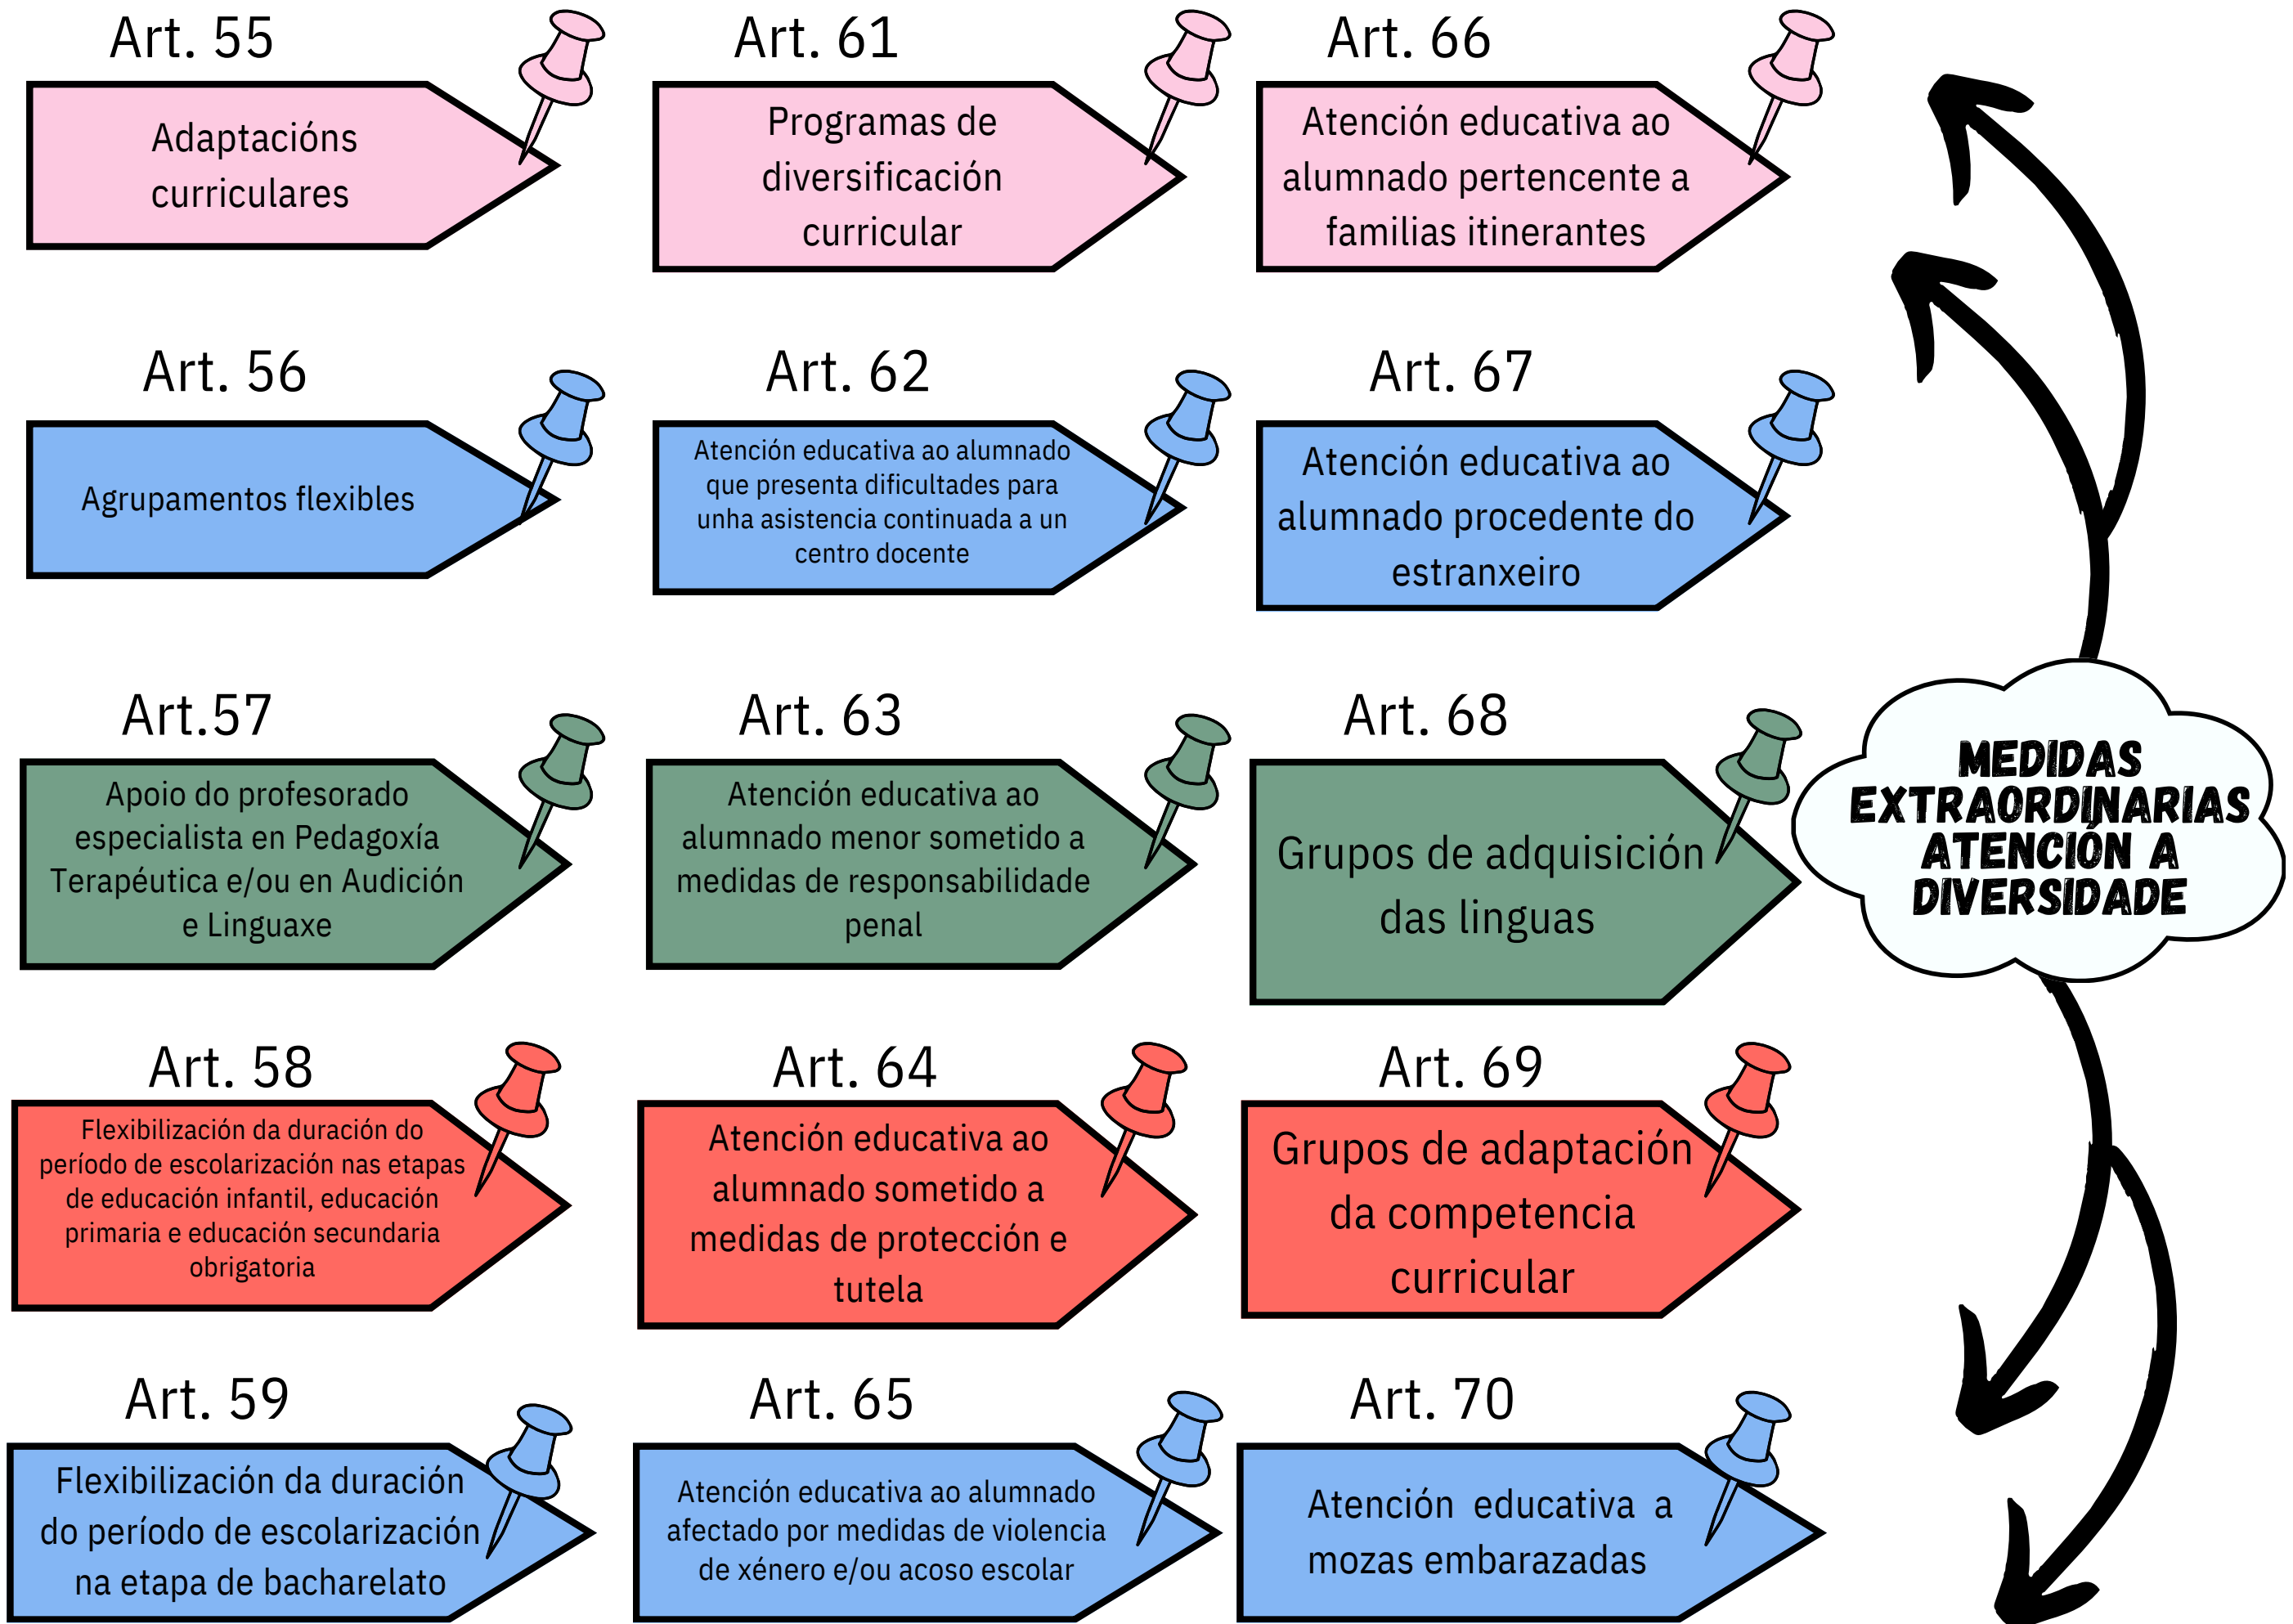 Art. 55
Adaptacións
curriculares
Art. 56
Agrupamentos flexibles
Art.57
Apoio do profesorado
especialista en Pedagoxía
Terapéutica e/ou en Audición
e Linguaxe
Art. 58
Flexibilización da duración do
período de escolarización nas etapas
de educación infantil, educación
primaria e educación secundaria
obrigatoria
Art. 59
Flexibilización da duración
do período de escolarización
na etapa de bacharelato
Art. 61
Programas de
diversificación
curricular
Art. 62
Atención educativa ao alumnado
que presenta dificultades para
unha asistencia continuada a un
centro docente
Art. 63
Atención educativa ao
alumnado menor sometido a
medidas de responsabilidade
penal
Art. 64
Atención educativa ao
alumnado sometido a
medidas de protección e
tutela
Art. 65
Atención educativa ao alumnado
afectado por medidas de violencia
de xénero e/ou acoso escolar
Art. 66
Atención educativa ao
alumnado pertencente a
familias itinerantes
Art. 67
Atención educativa ao
alumnado procedente do
estranxeiro
Art. 68
Grupos de adquisición
das linguas
Art. 69
Grupos de adaptación
da competencia
curricular
Art. 70
Atención educativa a
mozas embarazadas
MEDIDAS
EXTRAORDINARIAS
ATENCIÓN A
DIVERSIDADE